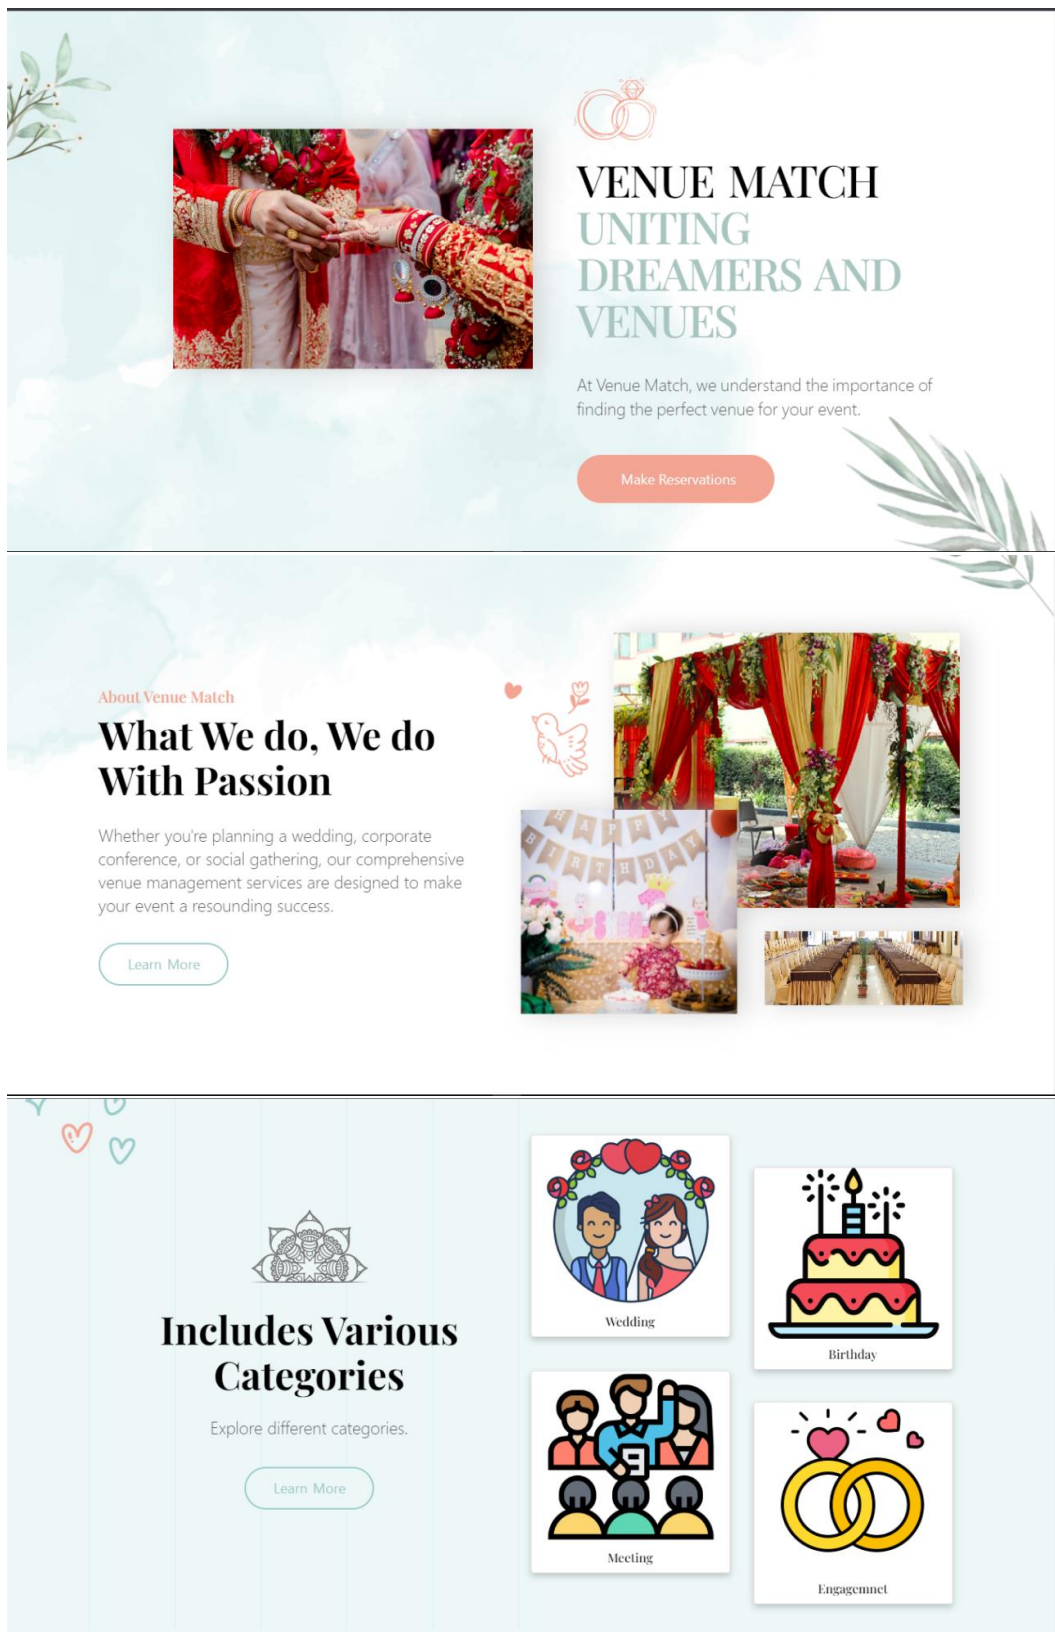 VENUE MATCH
UNITING
DREAMERS AND
VENUES
At Venue Match, we understand the importance of
finding the perfect venue for your event.
Make Reservations
About Venue Match
What We do, We do
With Passion
Whether you're planning a wedding, corporate
conference, or social gathering, our comprehensive
venue management services are designed to make
your event a resounding success.
Learn More
HAPPY
BIRTHDAY
Includes Various
Categories
Explore different categories.
Learn More
Wedding
Birthday
Meeting
Engagemnet